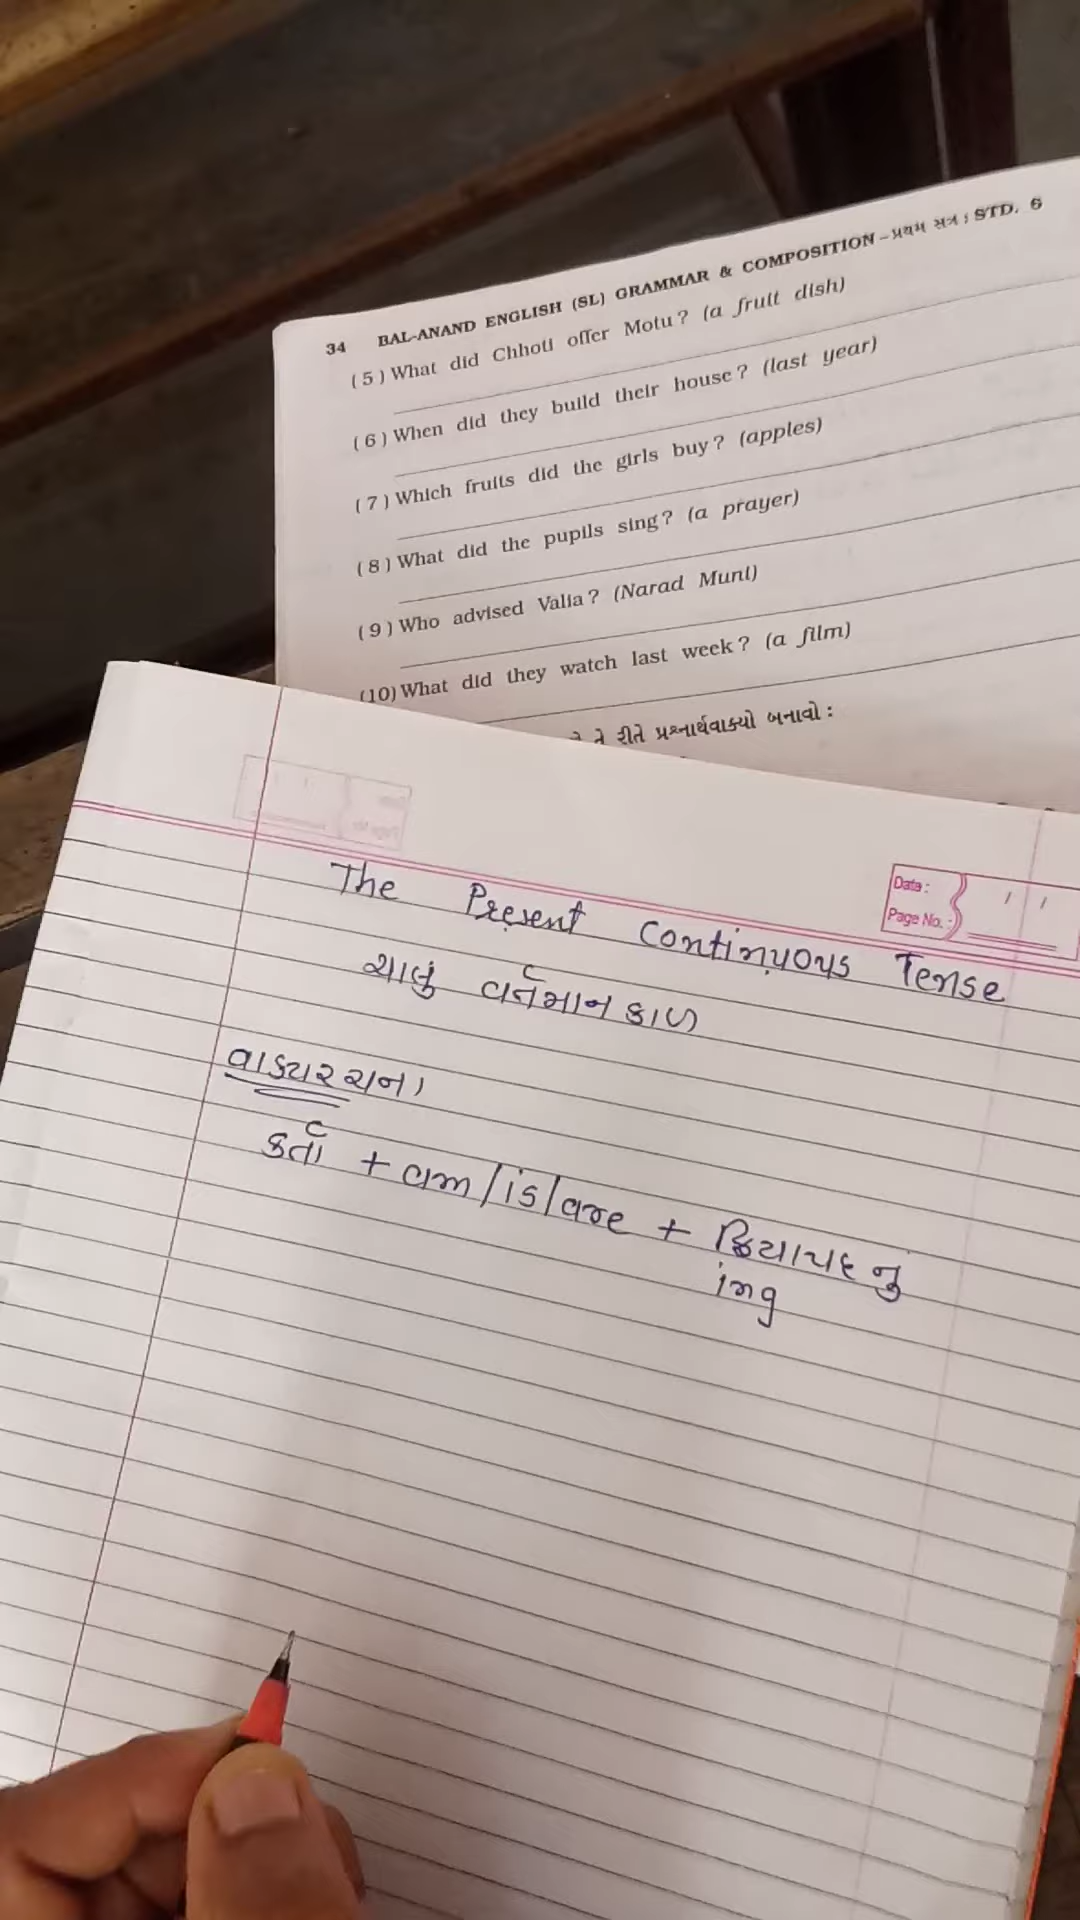 34 BAL-ANAND ENGLISH (SL) GRAMMAR & COMPOSITION – પ્રથમ સત્ર : STD. 6
(5) What did Chhoti offer Motu? (a fruit dish)
(6) When did they build their house? (last year)
(7) Which fruits did the girls buy? (apples)
(8) What did the pupils sing? (a prayer)
(9) Who advised Valia? (Narad Muni)
(10) What did they watch last week? (a film)
તે રીતે પ્રશ્નાર્થવાક્યો બનાવો :
Data :
Page No. :
The Present Continuous Tense
ચાલું વર્તમાન કાળ
વાક્યરચના
કર્તા + am/is/are + ક્રિયાપદ નુ
ing